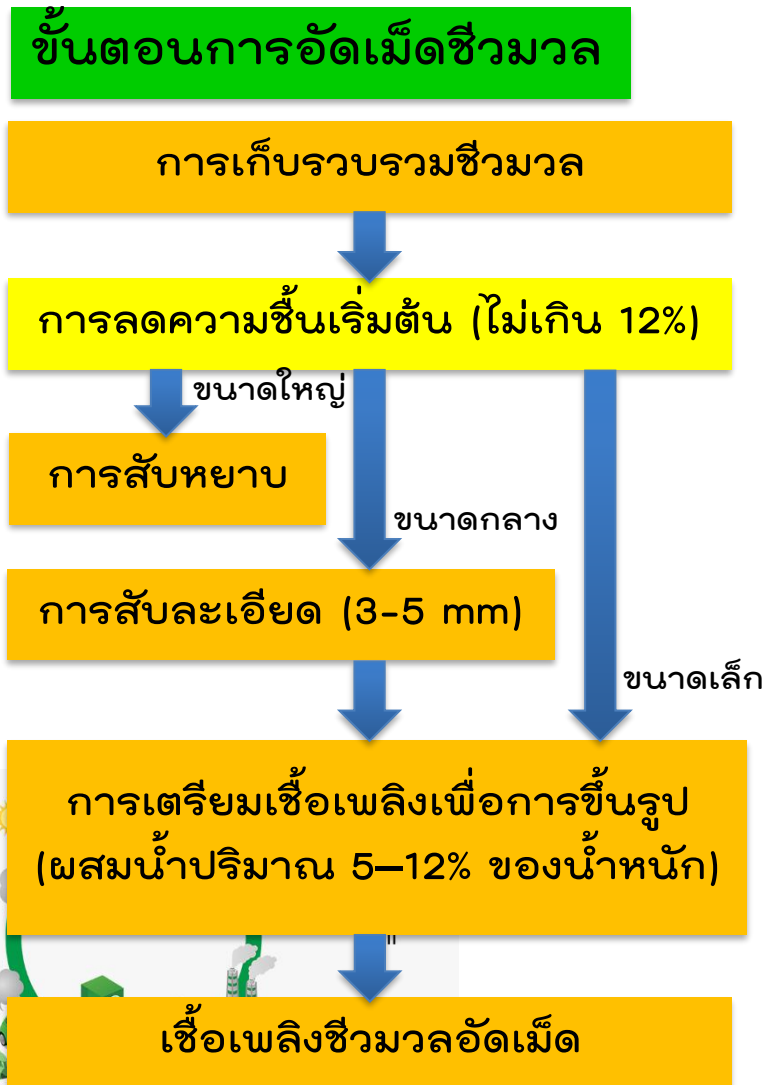 ขั้นตอนการอัดเม็ดชีวมวล
การเก็บรวบรวมชีวมวล
การลดความชื้นเริ่มต้น (ไม่เกิน 12%)
ขนาดใหญ่
การสับหยาบ
ขนาดกลาง
การสับละเอียด (3-5 mm)
ขนาดเล็ก
การเตรียมเชื้อเพลิงเพื่อการขึ้นรูป
(ผสมน้ำปริมาณ 5–12% ของน้ำหนัก)
"
เชื้อเพลิงชีวมวลอัดเม็ด